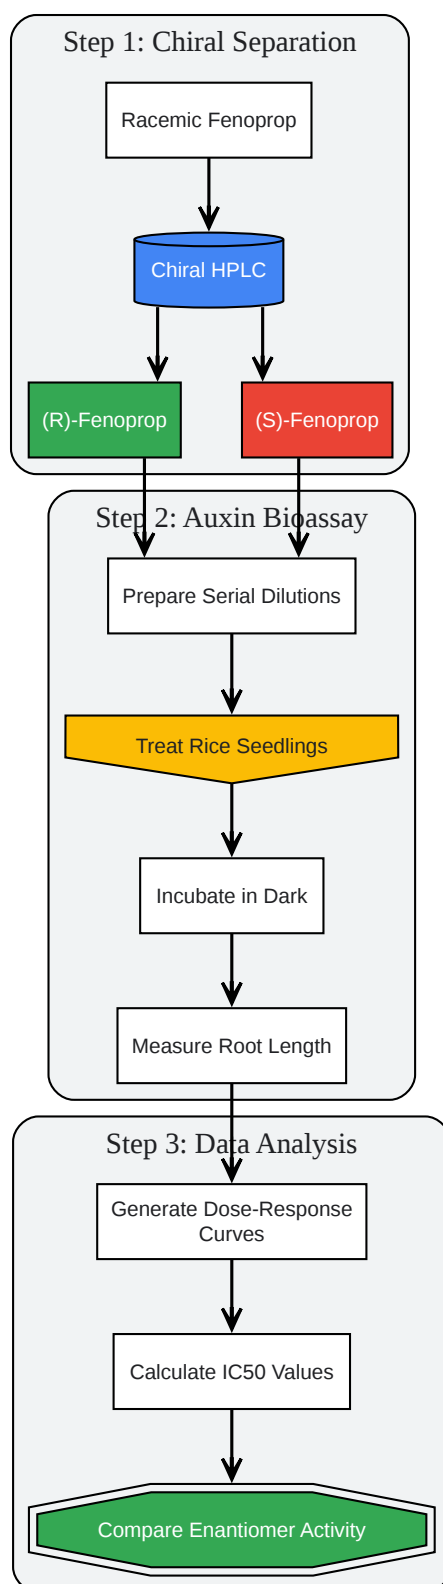 Step 1: Chiral Separation
Racemic Fenoprop
Chiral HPLC
(R)-Fenoprop
(S)-Fenoprop
Step 2: Auxin Bioassay
Prepare Serial Dilutions
Treat Rice Seedlings
Incubate in Dark
Measure Root Length
Step 3: Data Analysis
Generate Dose-Response
Curves
Calculate IC50 Values
Compare Enantiomer Activity